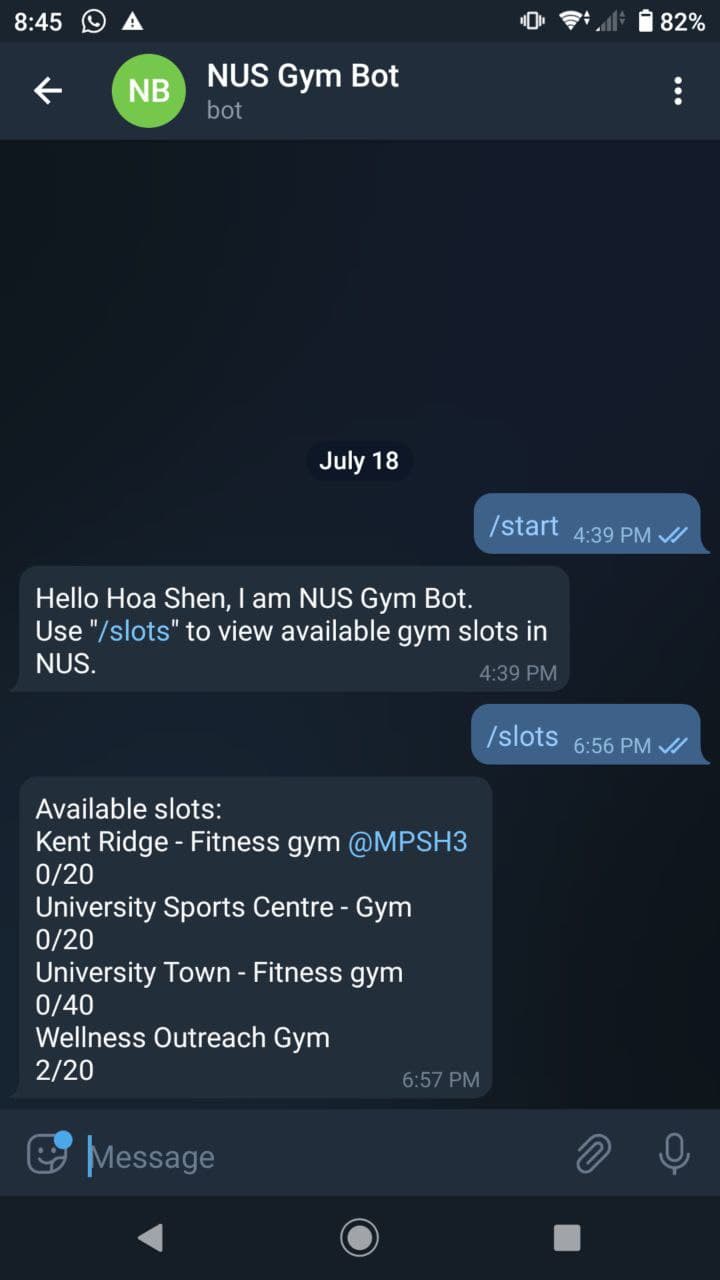 8:45 82%
NB NUS Gym Bot
bot
July 18
/start 4:39 PM
Hello Hoa Shen, I am NUS Gym Bot.
Use "/slots" to view available gym slots in
NUS.
4:39 PM
/slots 6:56 PM
Available slots:
Kent Ridge - Fitness gym @MPSH3
0/20
University Sports Centre - Gym
0/20
University Town - Fitness gym
0/40
Wellness Outreach Gym
2/20
6:57 PM
Message